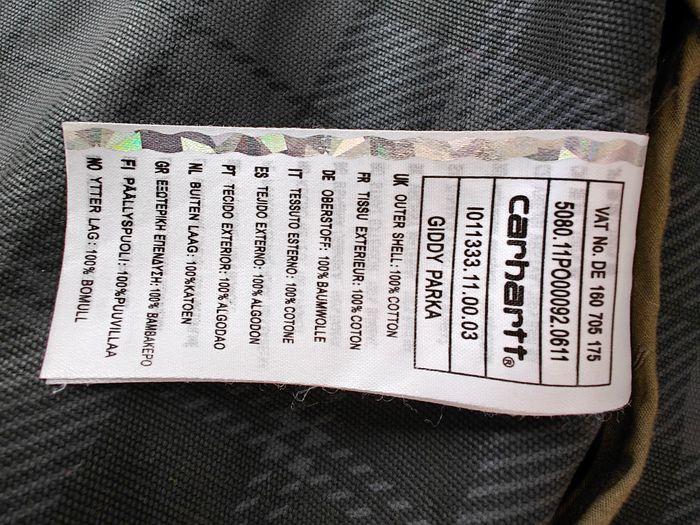 VAT No. DE 160 705 175
5080.11PO00092.0611
carhartt®
I011333.11.00.03
GIDDY PARKA
UK OUTER SHELL: 100% COTTON
FR TISSU EXTERIEUR: 100% COTON
DE OBERSTOFF: 100% BAUMWOLLE
IT TESSUTO ESTERNO: 100% COTONE
ES TEJIDO EXTERNO: 100% ALGODON
PT TECIDO EXTERIOR: 100% ALGODAO
NL BUITEN LAAG: 100%KATOEN
GR ΕΞΩΤΕΡΙΚΗ ΕΠΕΝΔΥΣΗ: 100% ΒΑΜΒΑΚΕΡΟ
FI PÄÄLLYSPUOLI: 100%PUUVILLAA
NO YTTER LAG: 100% BOMULL